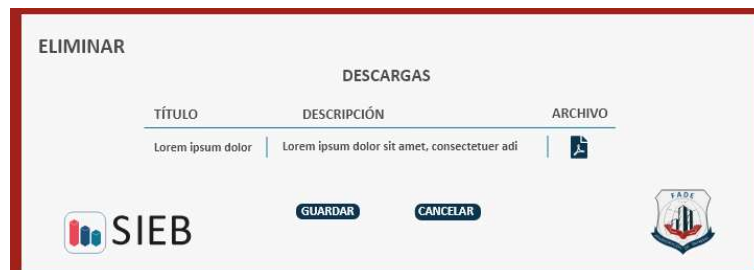 ELIMINAR
DESCARGAS
TÍTULO DESCRIPCIÓN ARCHIVO
Lorem ipsum dolor Lorem ipsum dolor sit amet, consectetuer adi
GUARDAR CANCELAR
SIEB
FADE